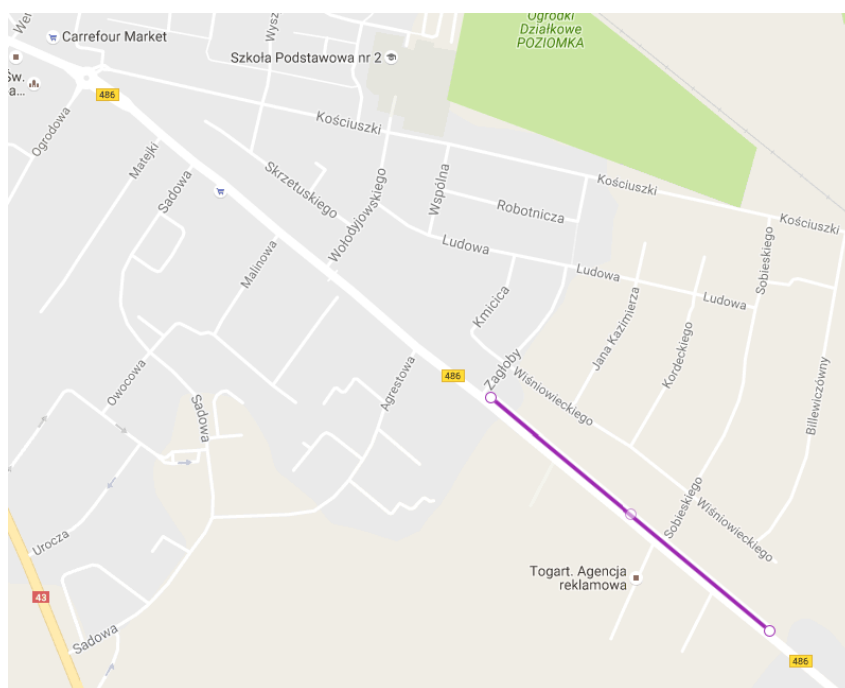 Wysz
Ogródki
Działkowe
POZIOMKA
Carrefour Market
Szkoła Podstawowa nr 2
Św.
a...
486
Ogrodowa
Kościuszki
Matejki
Sadowa
Skrzetuskiego
Wołodyjowskiego
Wspólna
Robotnicza
Kościuszki
Kościuszki
Malinowa
Ludowa
Ludowa
Ludowa
Sobieskiego
Kmicica
Jana Kazimierza
Kordeckiego
Zagłoby
486
Wiśniowieckiego
Agrestowa
Owocowa
Sadowa
Billewiczówny
Sobieskiego
Wiśniowieckiego
Urocza
Togart. Agencja
reklamowa
43
Sadowa
486